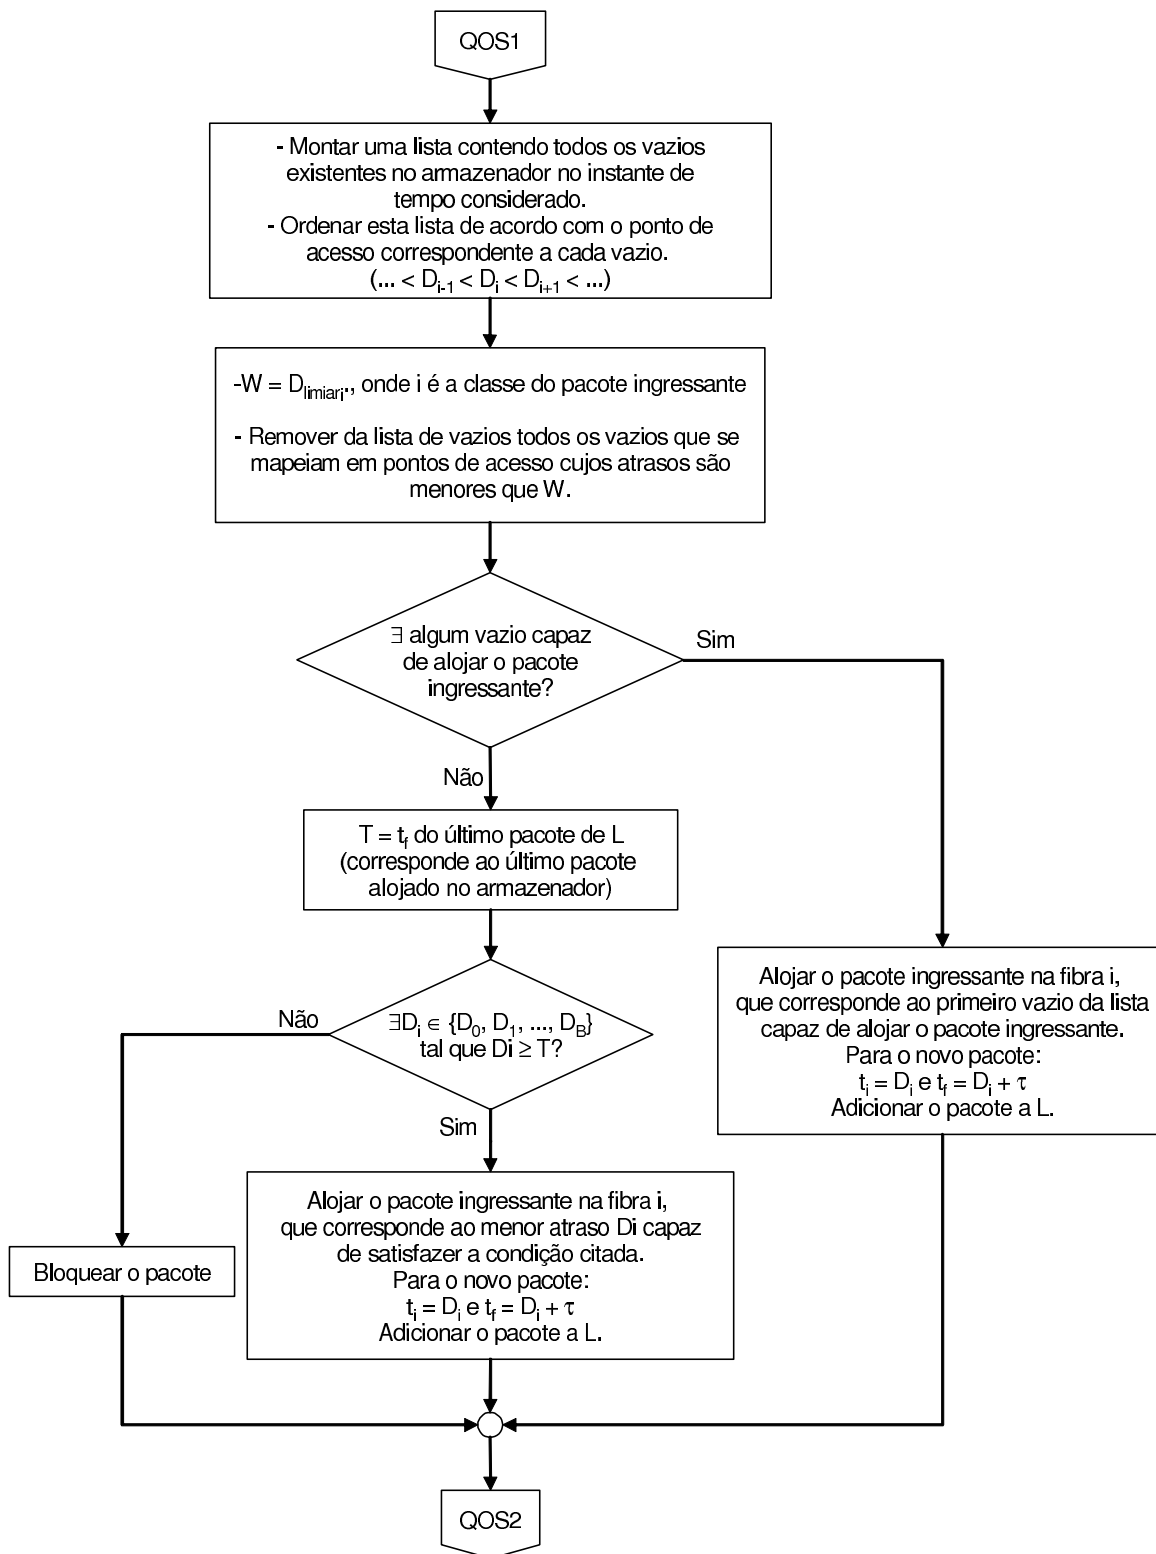 QOS1
- Montar uma lista contendo todos os vazios
existentes no armazenador no instante de
tempo considerado.
- Ordenar esta lista de acordo com o ponto de
acesso correspondente a cada vazio.
(... < Di-1 < Di < Di+1 < ...)
-W = Dlimiari., onde i é a classe do pacote ingressante
- Remover da lista de vazios todos os vazios que se
mapeiam em pontos de acesso cujos atrasos são
menores que W.
∃ algum vazio capaz
de alojar o pacote
ingressante?
Sim
Não
T = tf do último pacote de L
(corresponde ao último pacote
alojado no armazenador)
Alojar o pacote ingressante na fibra i,
que corresponde ao primeiro vazio da lista
capaz de alojar o pacote ingressante.
Para o novo pacote:
ti = Di e tf = Di + τ
Adicionar o pacote a L.
Não
∃Di ∈ {D0, D1, ..., DB}
tal que Di ≥ T?
Sim
Alojar o pacote ingressante na fibra i,
que corresponde ao menor atraso Di capaz
de satisfazer a condição citada.
Para o novo pacote:
ti = Di e tf = Di + τ
Adicionar o pacote a L.
Bloquear o pacote
QOS2